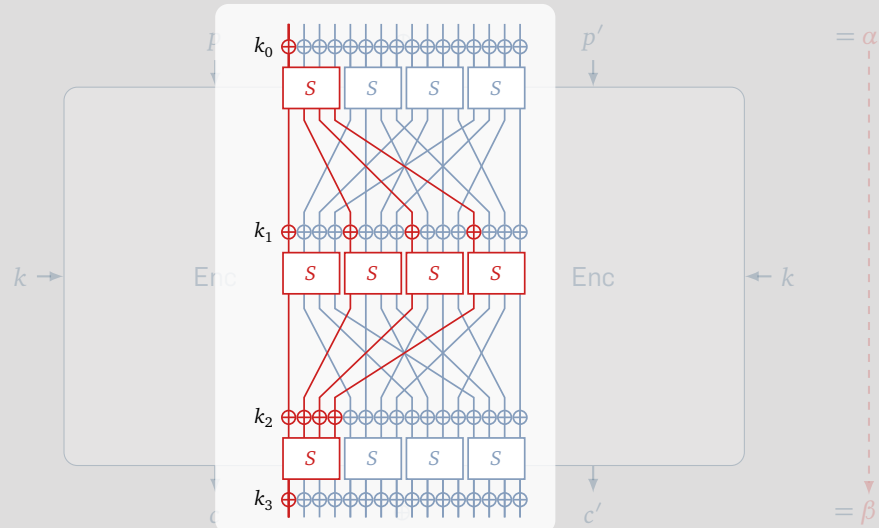 k₀ p′ = α
S S S S
k₁
S S S S
k Enc Enc k
k₂
S S S S
k₃
c′ = β